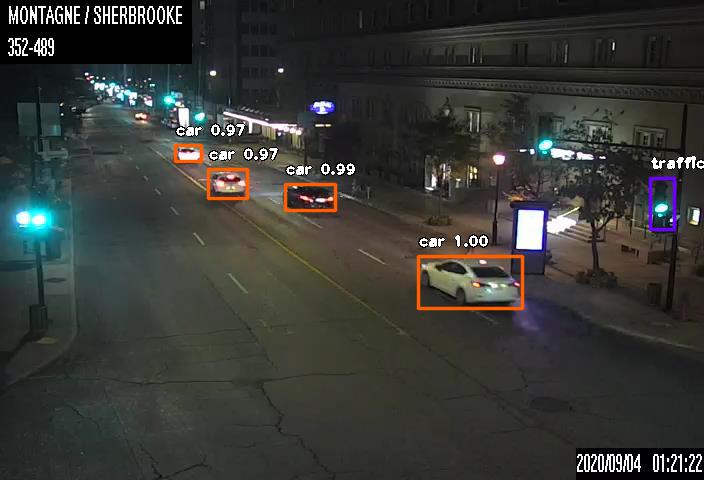 MONTAGNE / SHERBROOKE
352-489
car 0.97
car 0.97
car 0.99
traffic
car 1.00
2020/09/04 01:21:22